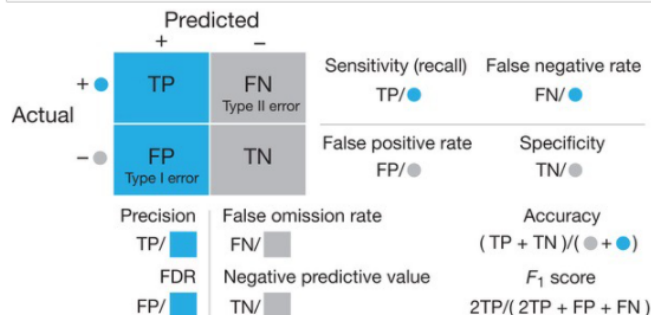 Predicted
+ −
Actual
+ TP FN
Type II error
− FP TN
Type I error
Sensitivity (recall) False negative rate
TP/ FN/
False positive rate Specificity
FP/ TN/
Precision False omission rate Accuracy
TP/ FN/ ( TP + TN )/( + )
FDR Negative predictive value F₁ score
FP/ TN/ 2TP/( 2TP + FP + FN )